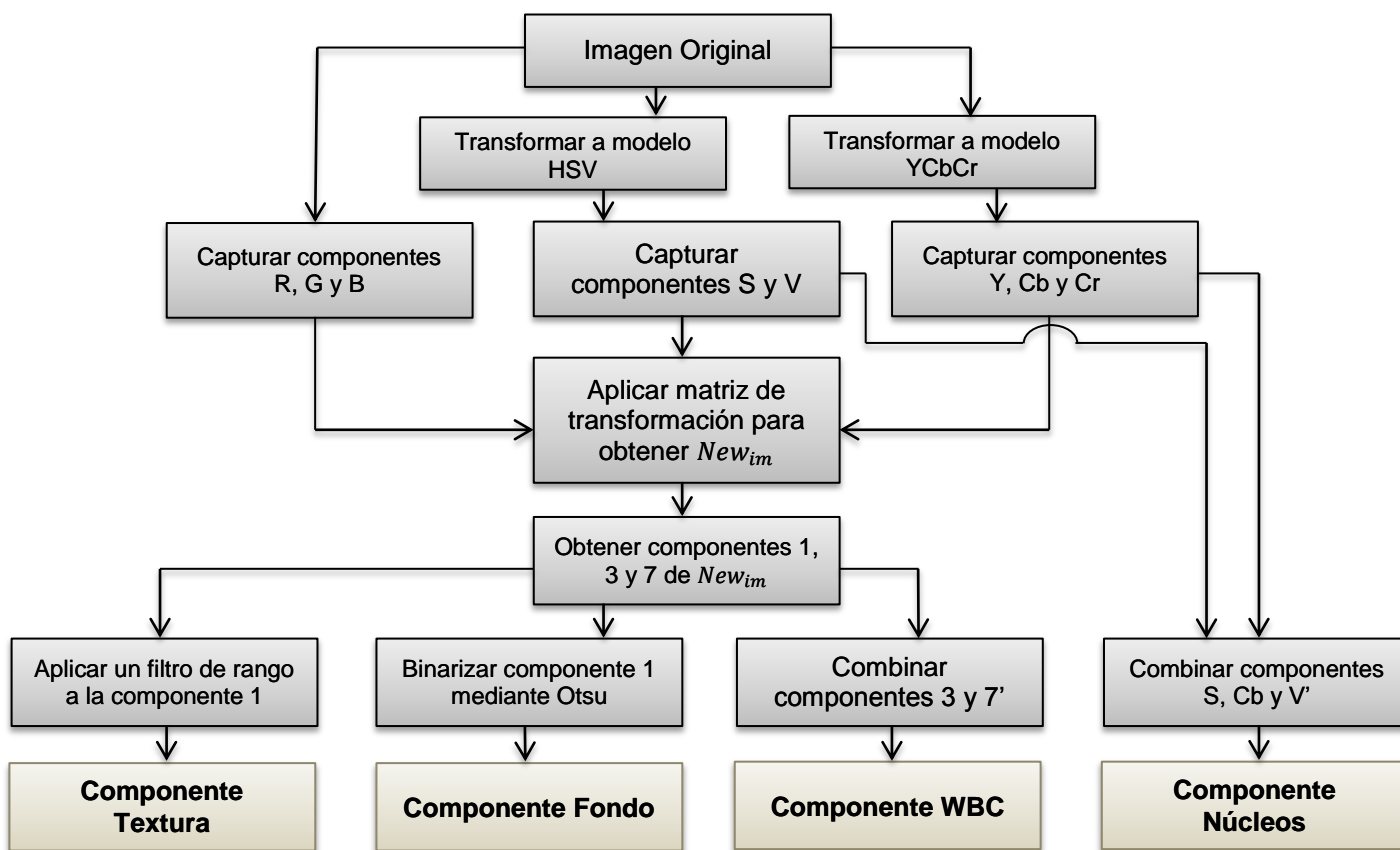 Imagen Original
Transformar a modelo
HSV
Transformar a modelo
YCbCr
Capturar componentes
R, G y B
Capturar
componentes S y V
Capturar componentes
Y, Cb y Cr
Aplicar matriz de
transformación para
obtener New_im
Obtener componentes 1,
3 y 7 de New_im
Aplicar un filtro de rango
a la componente 1
Binarizar componente 1
mediante Otsu
Combinar
componentes 3 y 7’
Combinar componentes
S, Cb y V’
Componente
Textura
Componente Fondo
Componente WBC
Componente
Núcleos